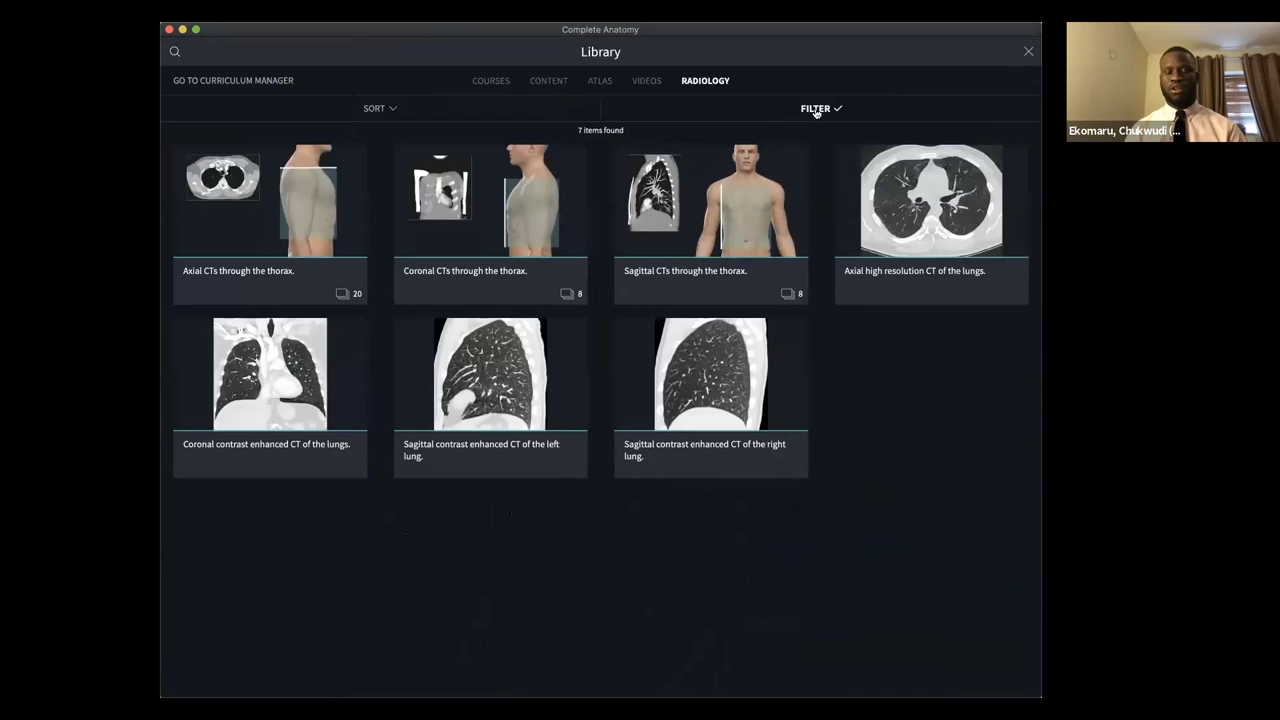 Complete Anatomy
Library
GO TO CURRICULUM MANAGER
COURSES
CONTENT
ATLAS
VIDEOS
RADIOLOGY
SORT
FILTER
7 items found
Axial CTs through the thorax.
20
Coronal CTs through the thorax.
8
Sagittal CTs through the thorax.
8
Axial high resolution CT of the lungs.
Coronal contrast enhanced CT of the lungs.
Sagittal contrast enhanced CT of the left
lung.
Sagittal contrast enhanced CT of the right
lung.
Ekomaru, Chukwudi (...